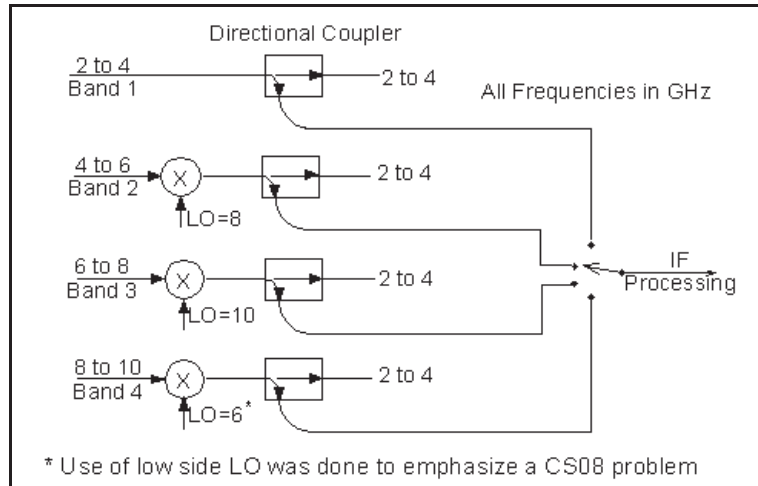 Directional Coupler
2 to 4
Band 1
2 to 4
All Frequencies in GHz
4 to 6
Band 2
X
LO=8
2 to 4
6 to 8
Band 3
X
LO=10
2 to 4
IF
Processing
8 to 10
Band 4
X
LO=6*
2 to 4
* Use of low side LO was done to emphasize a CS08 problem